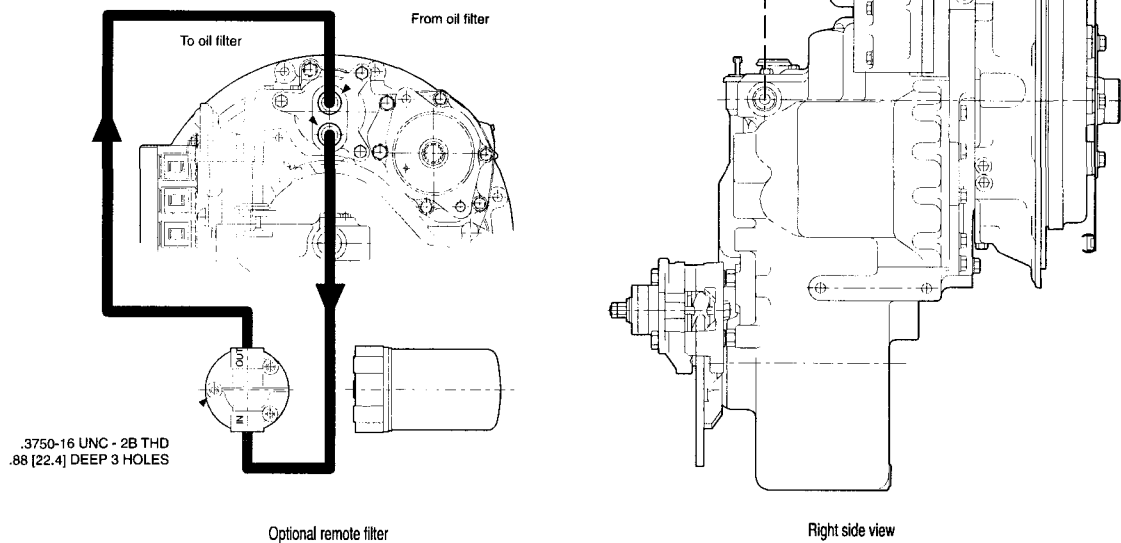 From oil filter
To oil filter
OUT
IN
.3750-16 UNC - 2B THD
.88 [22.4] DEEP 3 HOLES
Optional remote filter
Right side view